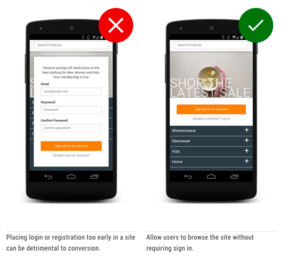 Search Products
Massive savings off retail prices on the
best clothing for Men, Women and Kids.
Your membership is free
Email
Password
Password
Confirm Password
Confirm password
Sign up for an account
Already have an account?
Placing login or registration too early in a site
can be detrimental to conversion.
Search Products
SHOP THE
LATEST SALE
Sign up for an account
Already a member? Log in
Womenswear +
Menswear +
Kids +
Home +
Allow users to browse the site without
requiring sign in.